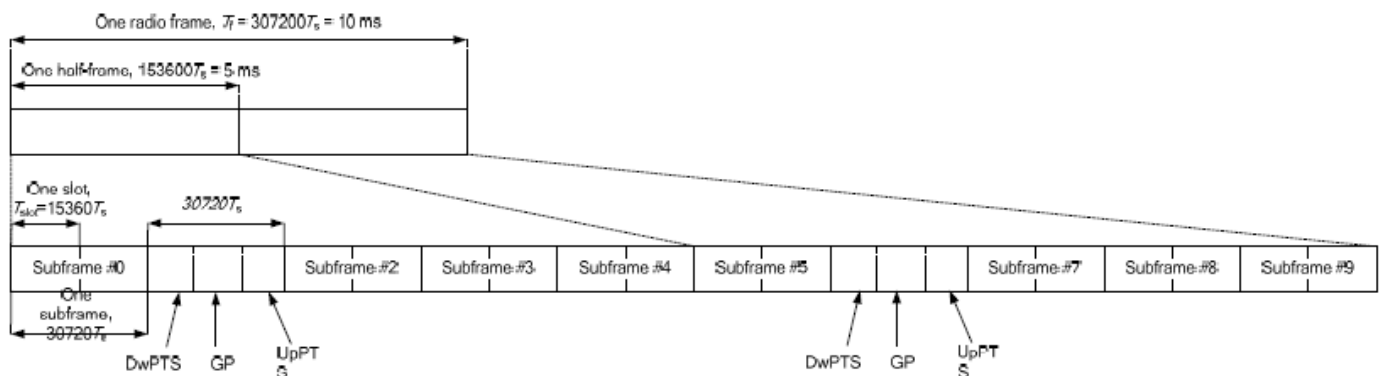 One radio frame, Tf = 307200Ts = 10 ms
One half-frame, 153600Ts = 5 ms
One slot,
Tslot=15360Ts
30720Ts
Subframe #0
Subframe #2
Subframe #3
Subframe #4
Subframe #5
Subframe #7
Subframe #8
Subframe #9
One
subframe,
30720Ts
DwPTS
GP
UpPT
S
DwPTS
GP
UpPT
S